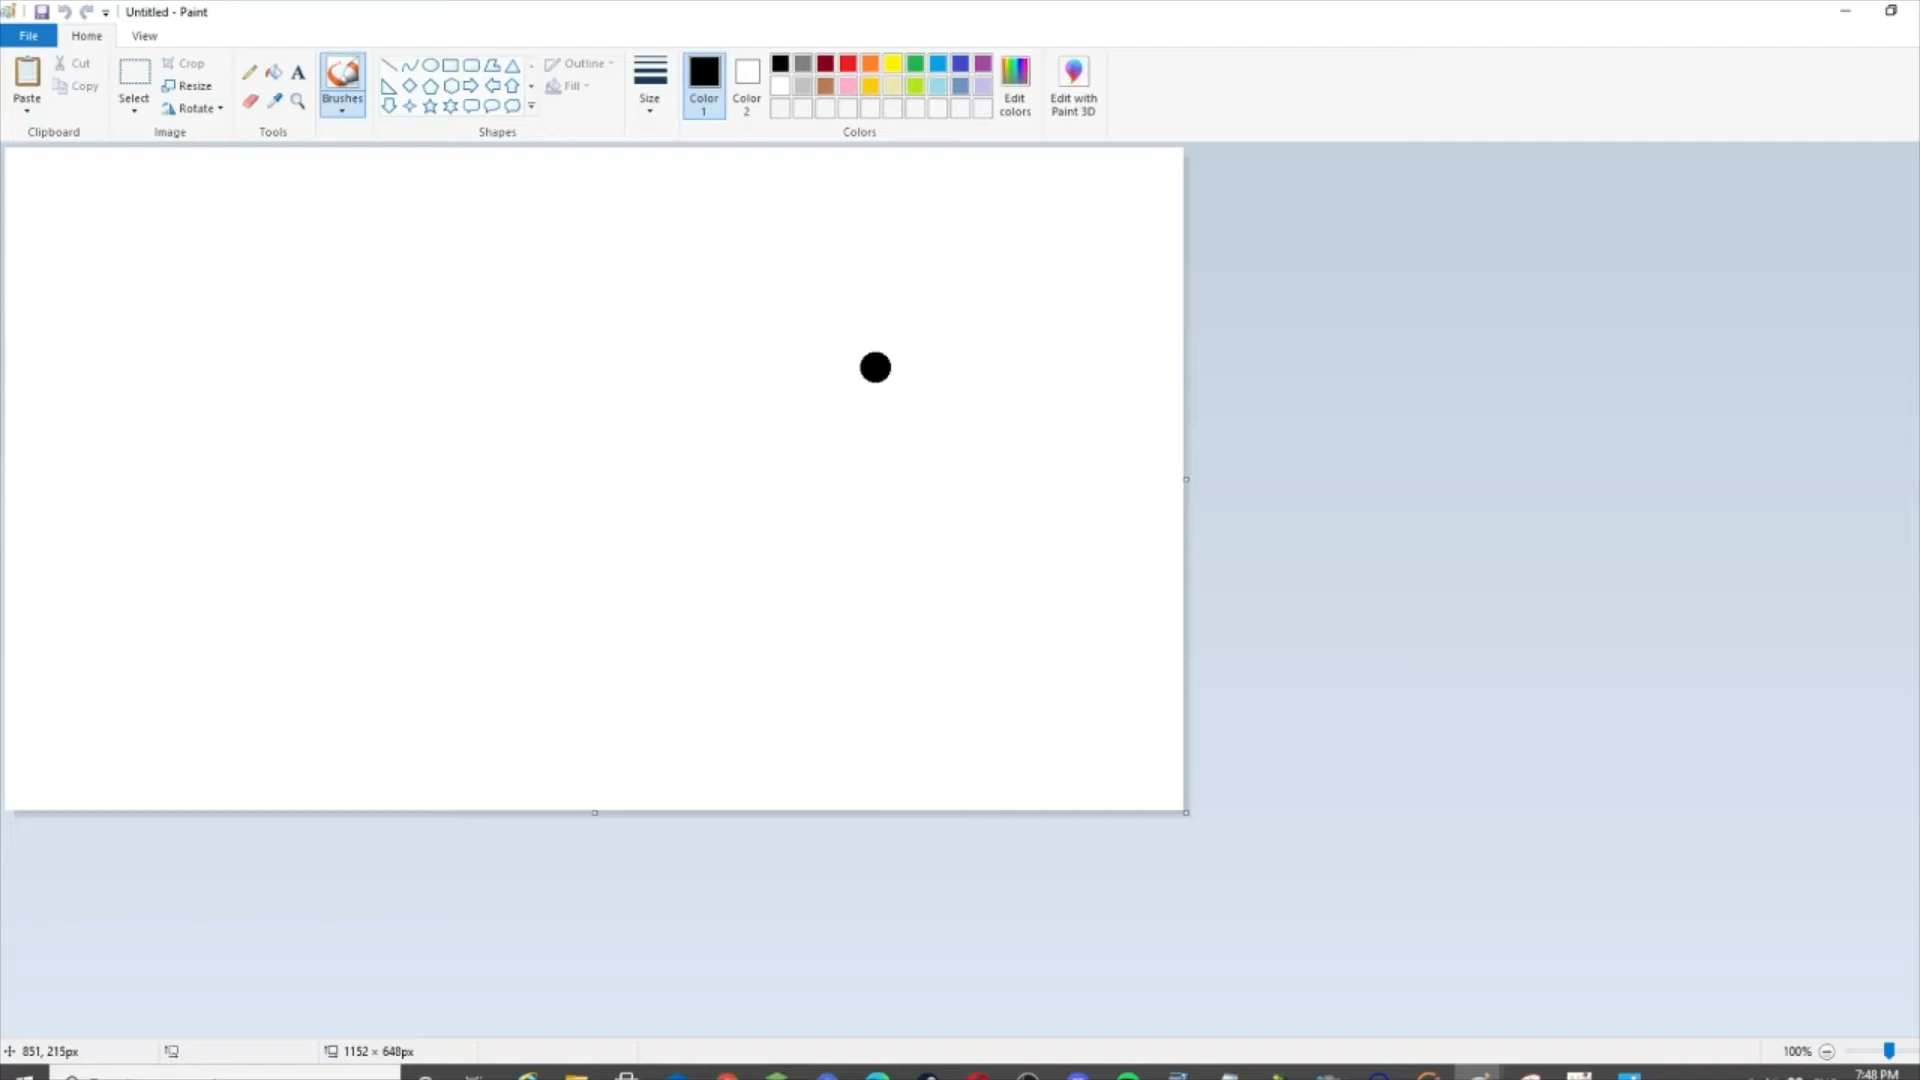 Untitled - Paint
File Home View
Paste
Cut
Copy
Clipboard
Select
Crop
Resize
Rotate
Image
A
Tools
Brushes
Outline
Fill
Shapes
Size
Color
1
Color
2
Edit
colors
Colors
Edit with
Paint 3D
851, 215px
1152 × 648px
100%
7:48 PM